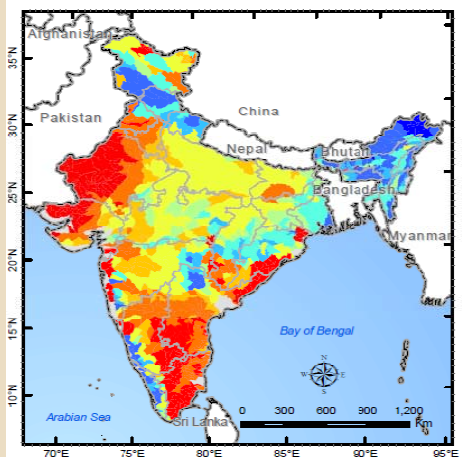 Afghanistan
35°N
Pakistan
China
30°N
Nepal
Bhutan
25°N
Bangladesh
Myanmar
20°N
15°N
Bay of Bengal
N
W E
S
10°N
0 300 600 900 1,200
Km
Arabian Sea
Sri Lanka
70°E 75°E 80°E 85°E 90°E 95°E